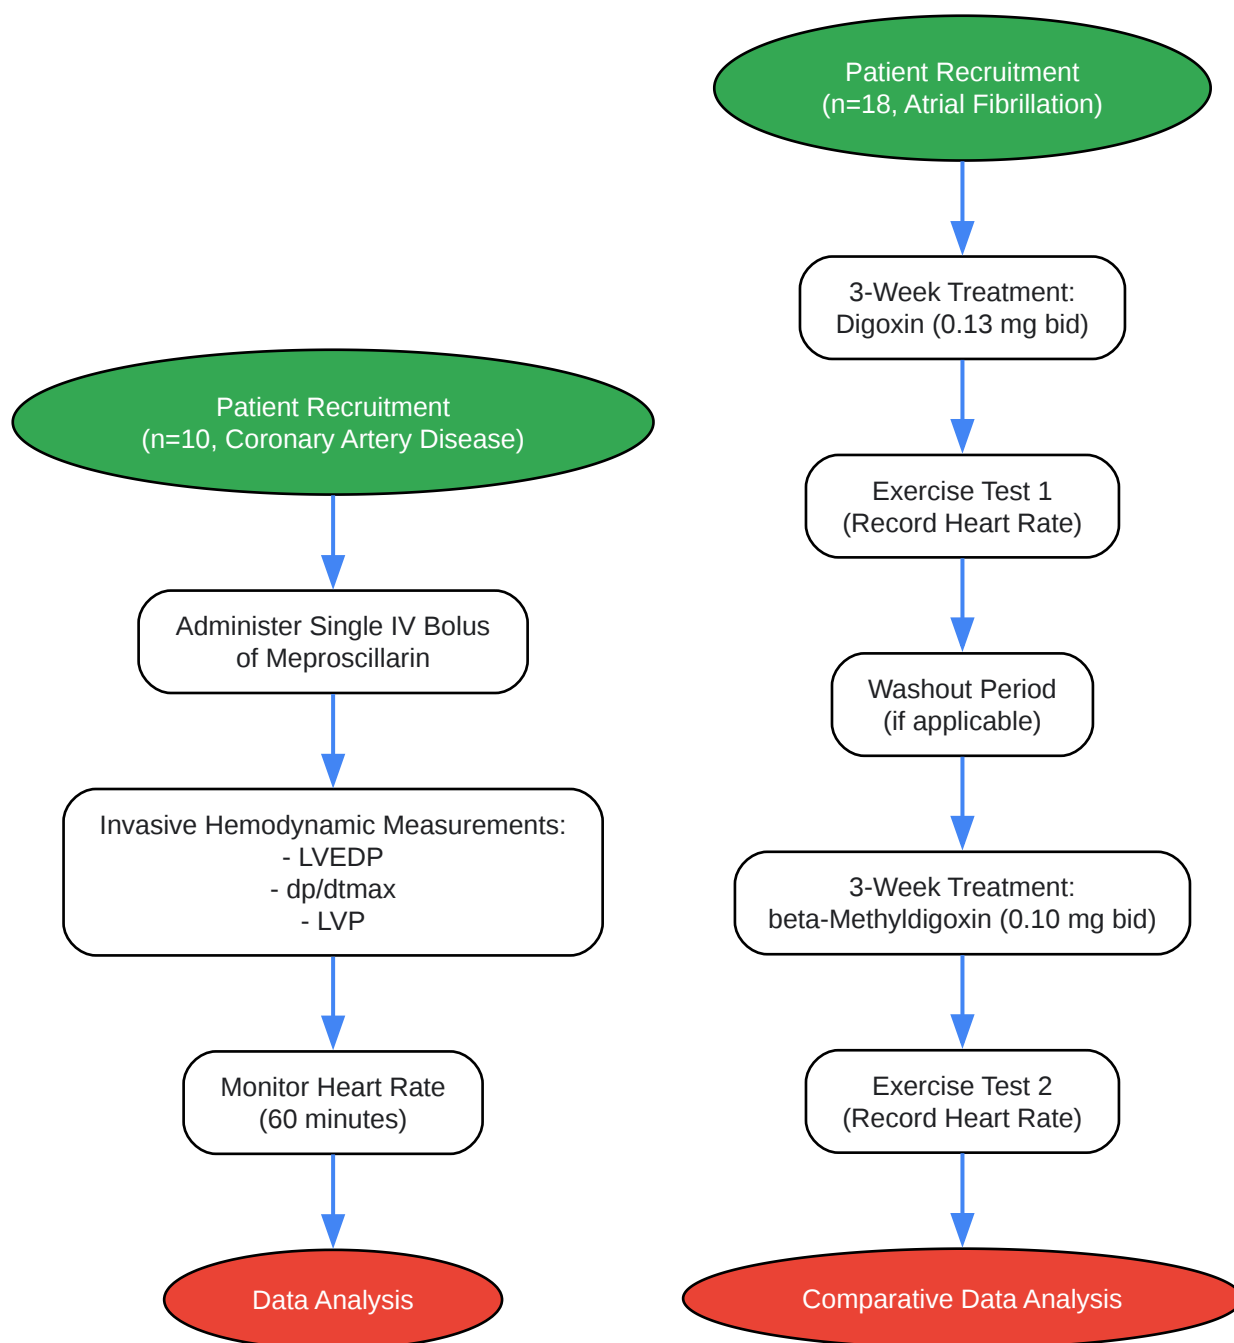 Patient Recruitment
(n=10, Coronary Artery Disease)
Administer Single IV Bolus
of Meproscillarin
Invasive Hemodynamic Measurements:
- LVEDP
- dp/dtmax
- LVP
Monitor Heart Rate
(60 minutes)
Data Analysis
Patient Recruitment
(n=18, Atrial Fibrillation)
3-Week Treatment:
Digoxin (0.13 mg bid)
Exercise Test 1
(Record Heart Rate)
Washout Period
(if applicable)
3-Week Treatment:
beta-Methyldigoxin (0.10 mg bid)
Exercise Test 2
(Record Heart Rate)
Comparative Data Analysis